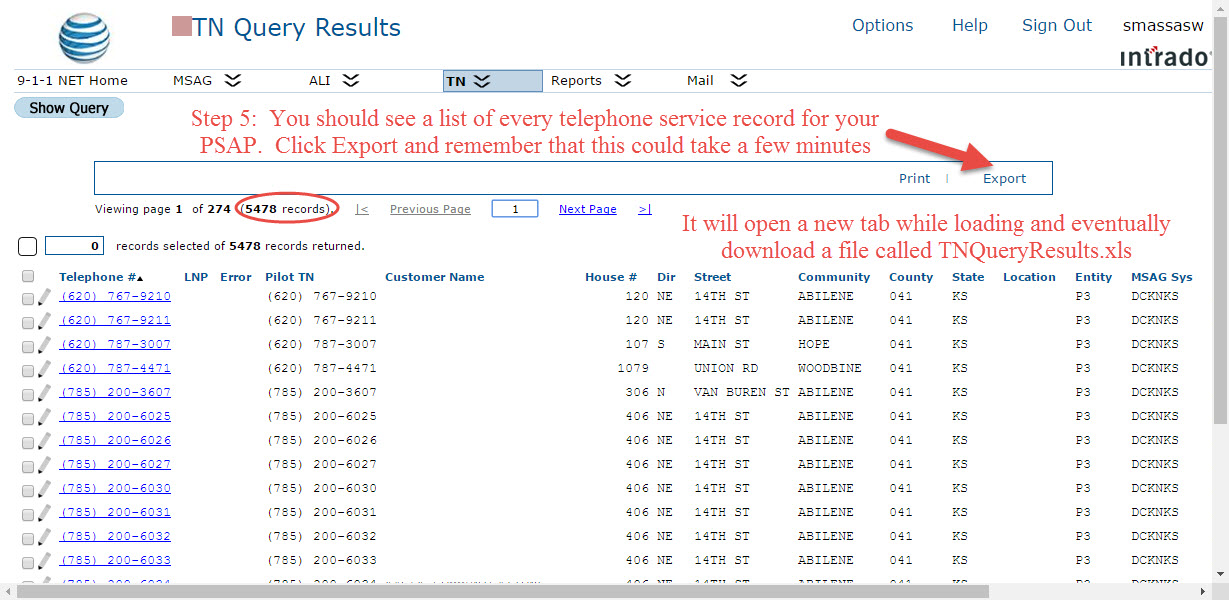 TN Query Results
Options Help Sign Out smassasw
intrado
9-1-1 NET Home MSAG ALI TN Reports Mail
Show Query
Step 5: You should see a list of every telephone service record for your
PSAP. Click Export and remember that this could take a few minutes
Print | Export
Viewing page 1 of 274 (5478 records). |< Previous Page 1 Next Page >|
It will open a new tab while loading and eventually
download a file called TNQueryResults.xls
0 records selected of 5478 records returned.
Telephone #▲ LNP Error Pilot TN Customer Name House # Dir Street Community County State Location Entity MSAG Sys
(620) 767-9210 (620) 767-9210 120 NE 14TH ST ABILENE 041 KS P3 DCKNKS
(620) 767-9211 (620) 767-9211 120 NE 14TH ST ABILENE 041 KS P3 DCKNKS
(620) 787-3007 (620) 787-3007 107 S MAIN ST HOPE 041 KS P3 DCKNKS
(620) 787-4471 (620) 787-4471 1079 UNION RD WOODBINE 041 KS P3 DCKNKS
(785) 200-3607 (785) 200-3607 306 N VAN BUREN ST ABILENE 041 KS P3 DCKNKS
(785) 200-6025 (785) 200-6025 406 NE 14TH ST ABILENE 041 KS P3 DCKNKS
(785) 200-6026 (785) 200-6026 406 NE 14TH ST ABILENE 041 KS P3 DCKNKS
(785) 200-6027 (785) 200-6027 406 NE 14TH ST ABILENE 041 KS P3 DCKNKS
(785) 200-6030 (785) 200-6030 406 NE 14TH ST ABILENE 041 KS P3 DCKNKS
(785) 200-6031 (785) 200-6031 406 NE 14TH ST ABILENE 041 KS P3 DCKNKS
(785) 200-6032 (785) 200-6032 406 NE 14TH ST ABILENE 041 KS P3 DCKNKS
(785) 200-6033 (785) 200-6033 406 NE 14TH ST ABILENE 041 KS P3 DCKNKS